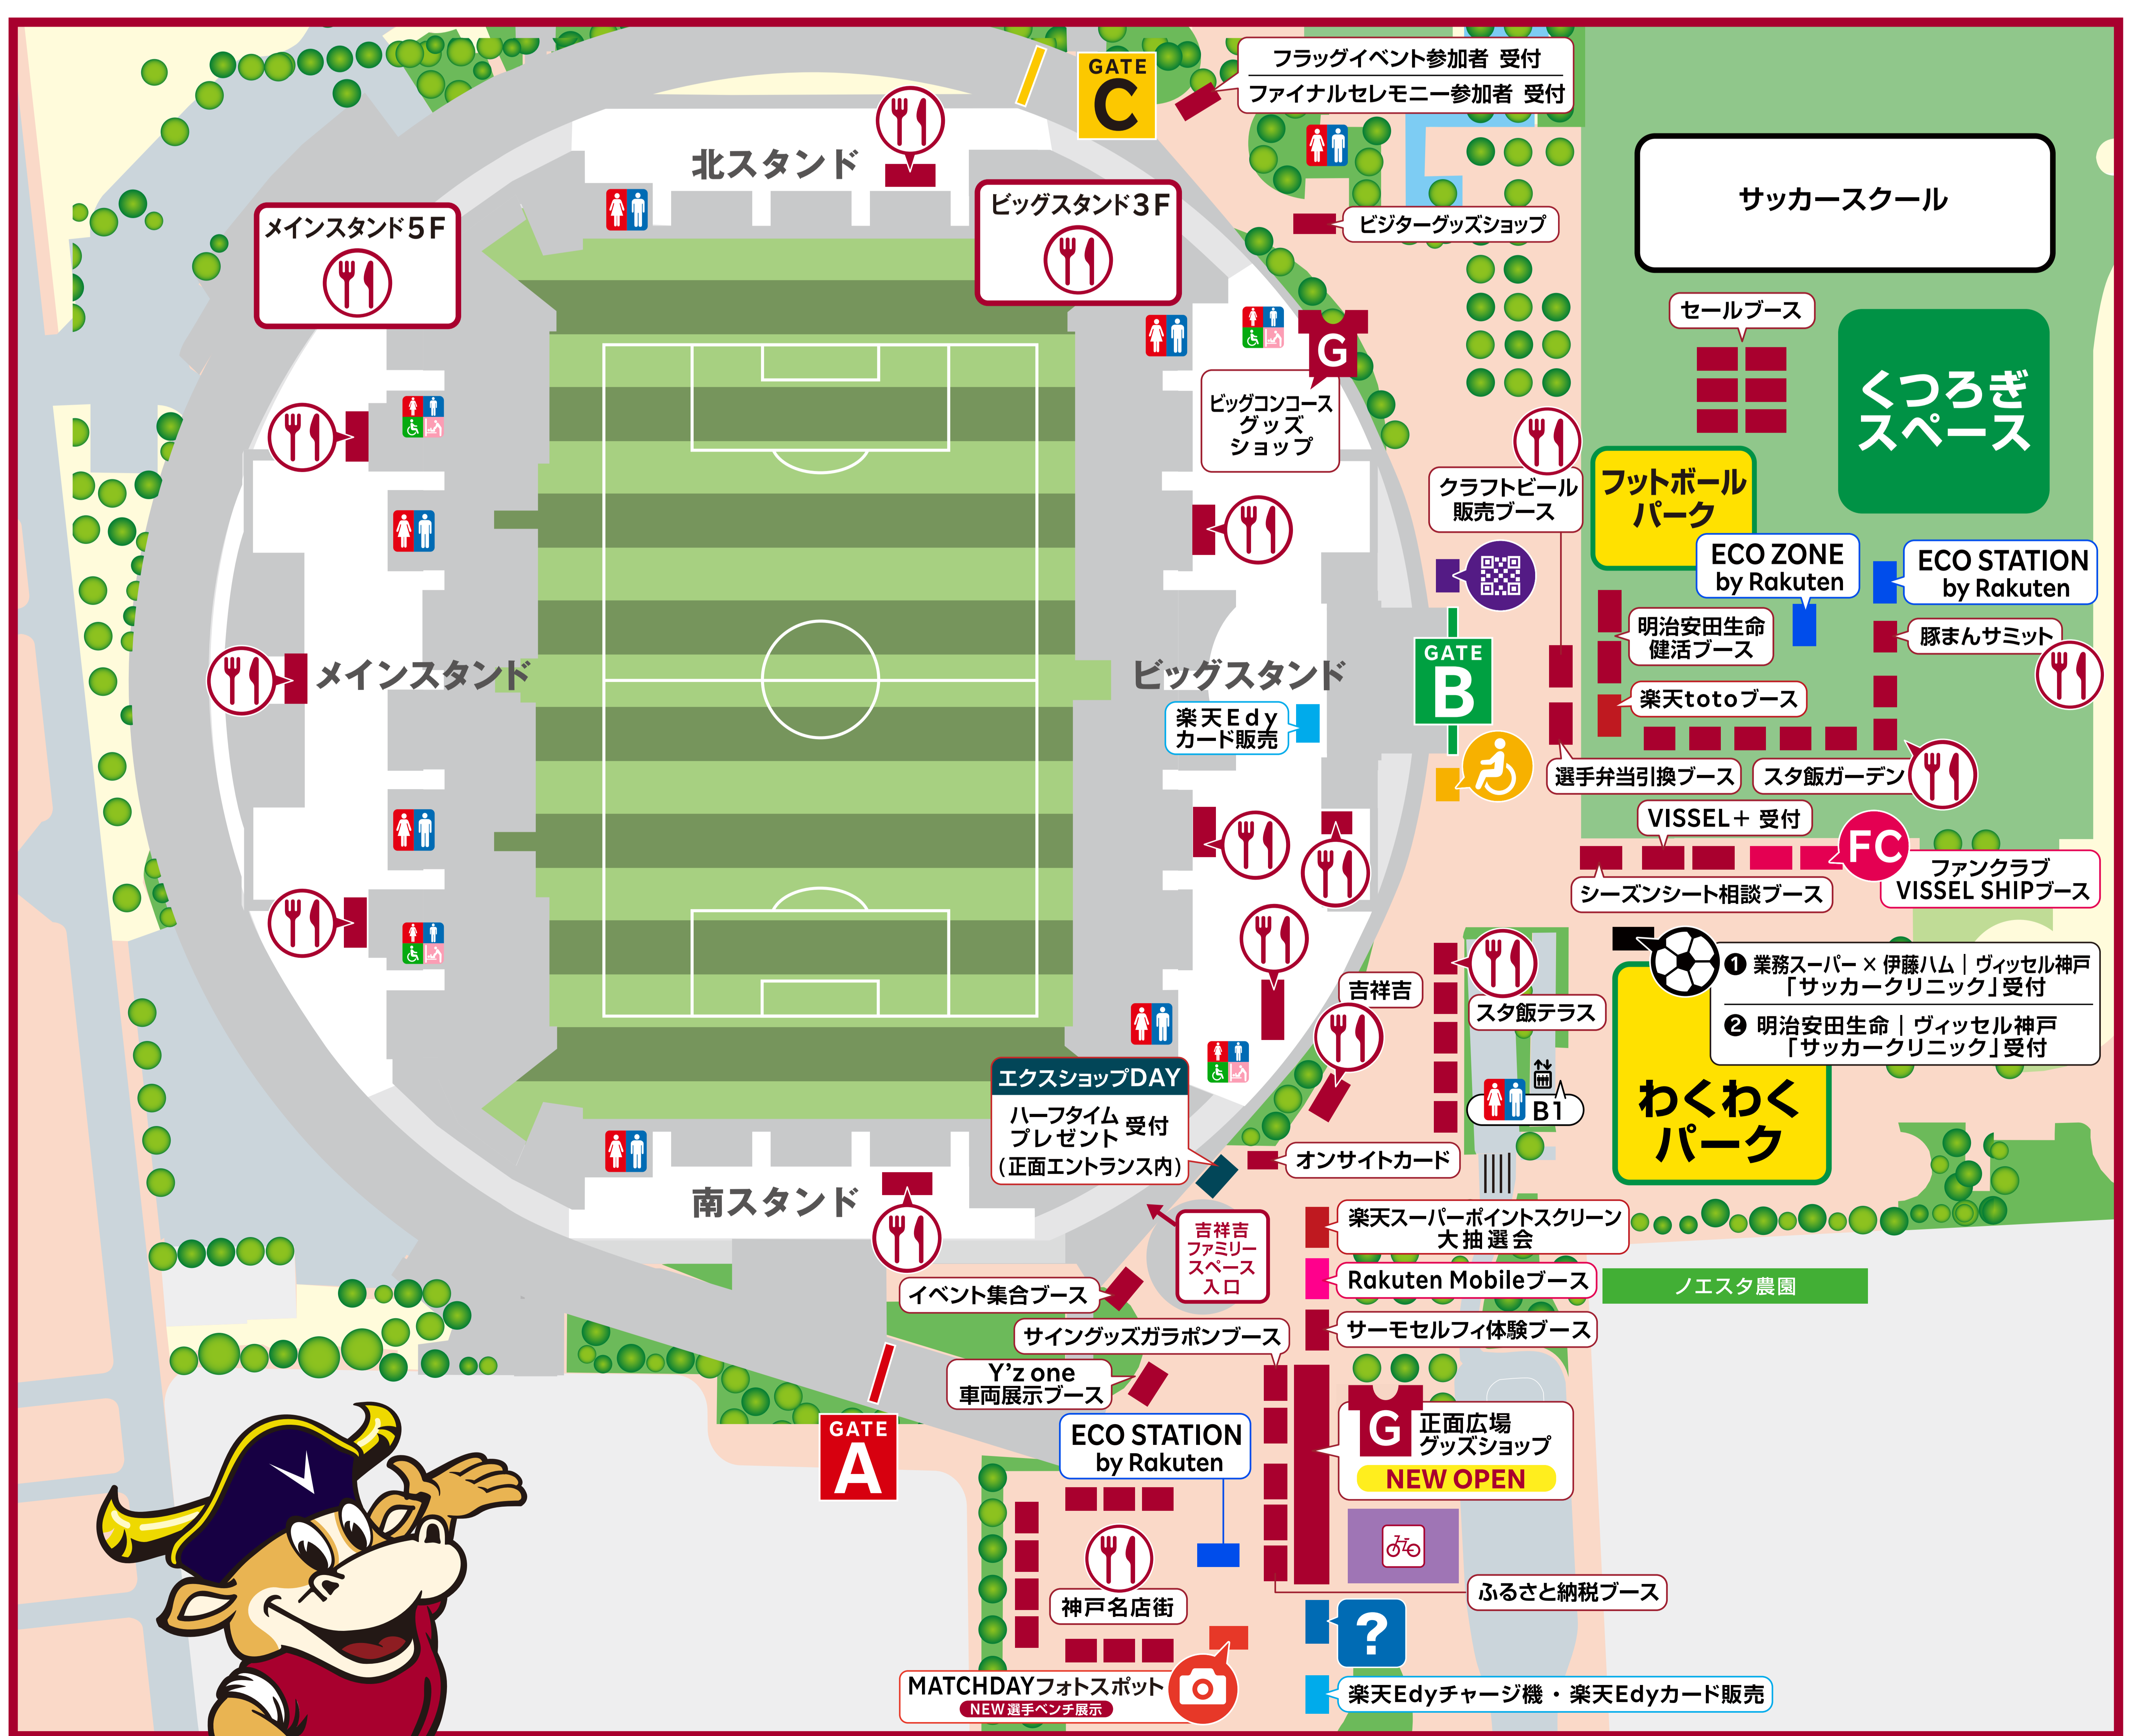 GATE
C
フラッグイベント参加者 受付
ファイナルセレモニー参加者 受付
北スタンド
メインスタンド5F
ビッグスタンド3F
ビジターグッズショップ
サッカースクール
セールブース
くつろぎ
スペース
G
ビッグコンコース
グッズ
ショップ
クラフトビール
販売ブース
フットボール
パーク
ECO ZONE
by Rakuten
ECO STATION
by Rakuten
明治安田生命
健活ブース
豚まんサミット
メインスタンド
ビッグスタンド
GATE
B
楽天totoブース
楽天Edy
カード販売
選手弁当引換ブース
スタ飯ガーデン
VISSEL＋ 受付
FC
ファンクラブ
VISSEL SHIPブース
シーズンシート相談ブース
❶ 業務スーパー × 伊藤ハム｜ヴィッセル神戸
「サッカークリニック」受付
❷ 明治安田生命｜ヴィッセル神戸
「サッカークリニック」受付
わくわく
パーク
吉祥吉
スタ飯テラス
B1
エクスショップDAY
ハーフタイム
プレゼント 受付
(正面エントランス内)
オンサイトカード
南スタンド
吉祥吉
ファミリー
スペース
入口
楽天スーパーポイントスクリーン
大抽選会
Rakuten Mobileブース
ノエスタ農園
イベント集合ブース
サーモセルフィ体験ブース
サイングッズガラポンブース
Y'z one
車両展示ブース
GATE
A
ECO STATION
by Rakuten
G
正面広場
グッズショップ
NEW OPEN
神戸名店街
ふるさと納税ブース
?
MATCHDAYフォトスポット
NEW選手ベンチ展示
楽天Edyチャージ機・楽天Edyカード販売